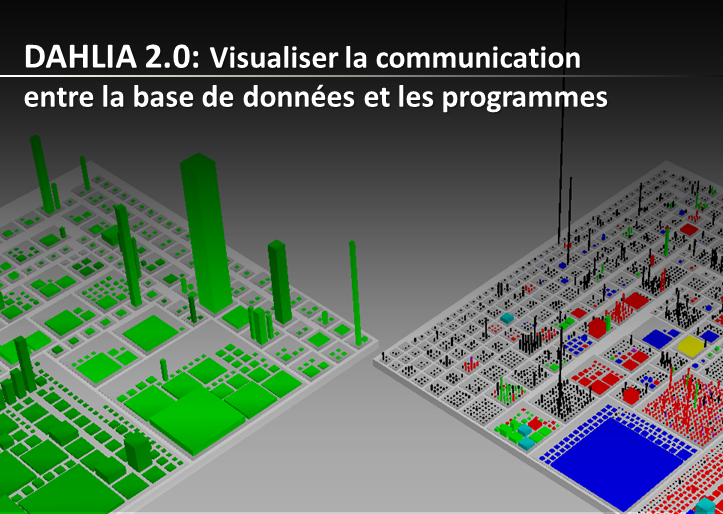 DAHLIA 2.0: Visualiser la communication
entre la base de données et les programmes